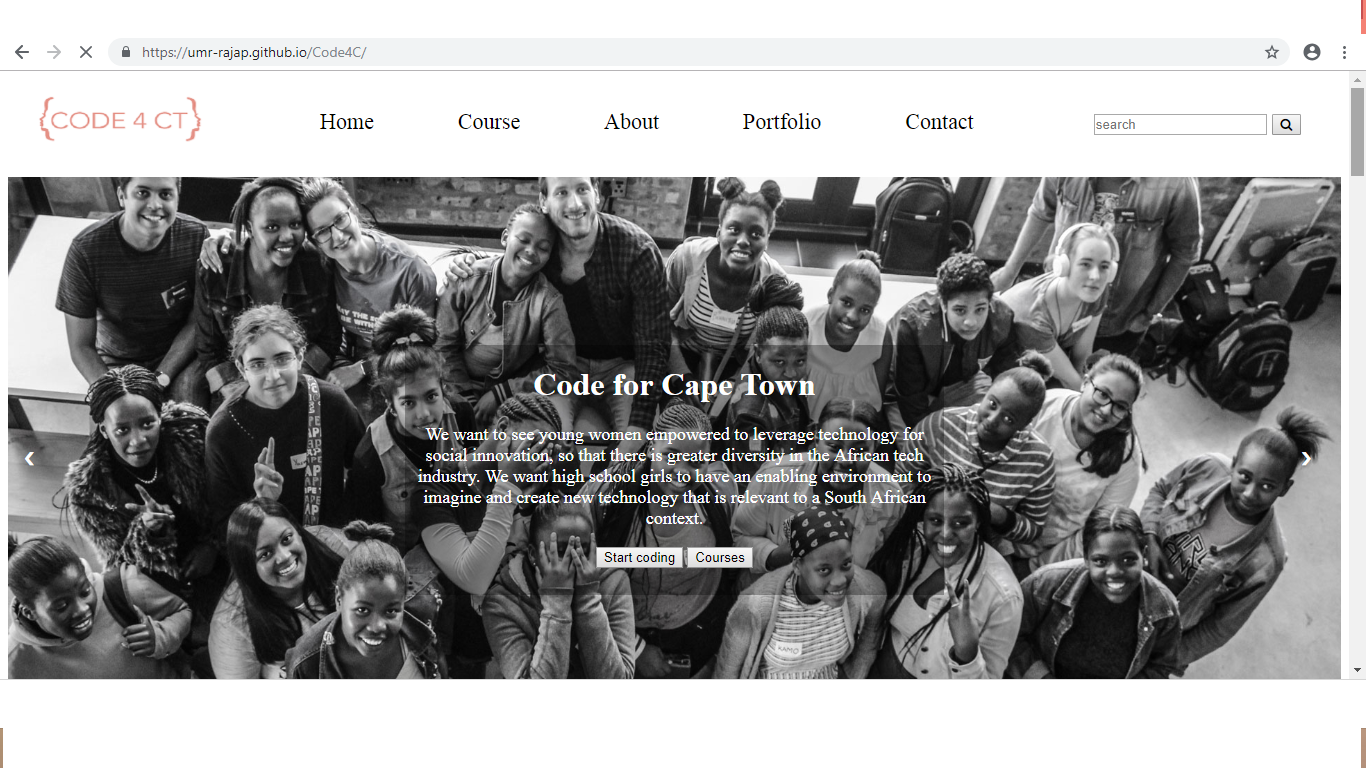 https://umr-rajap.github.io/Code4C/
{CODE 4 CT}
Home Course About Portfolio Contact
search
Code for Cape Town
We want to see young women empowered to leverage technology for
social innovation, so that there is greater diversity in the African tech
industry. We want high school girls to have an enabling environment to
imagine and create new technology that is relevant to a South African
context.
‹ ›
Start coding Courses
KAMO